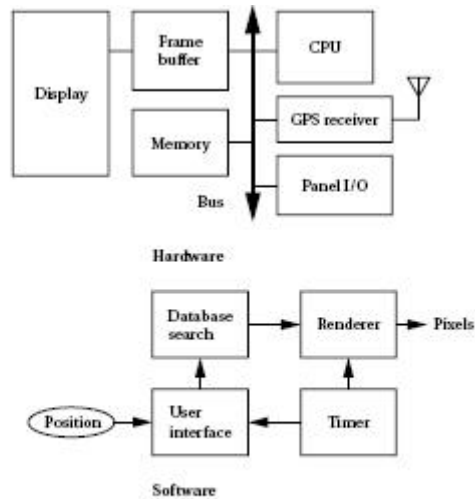 Frame
buffer
CPU
Display
GPS receiver
Memory
Panel I/O
Bus
Hardware
Database
search
Renderer
Pixels
Position
User
interface
Timer
Software